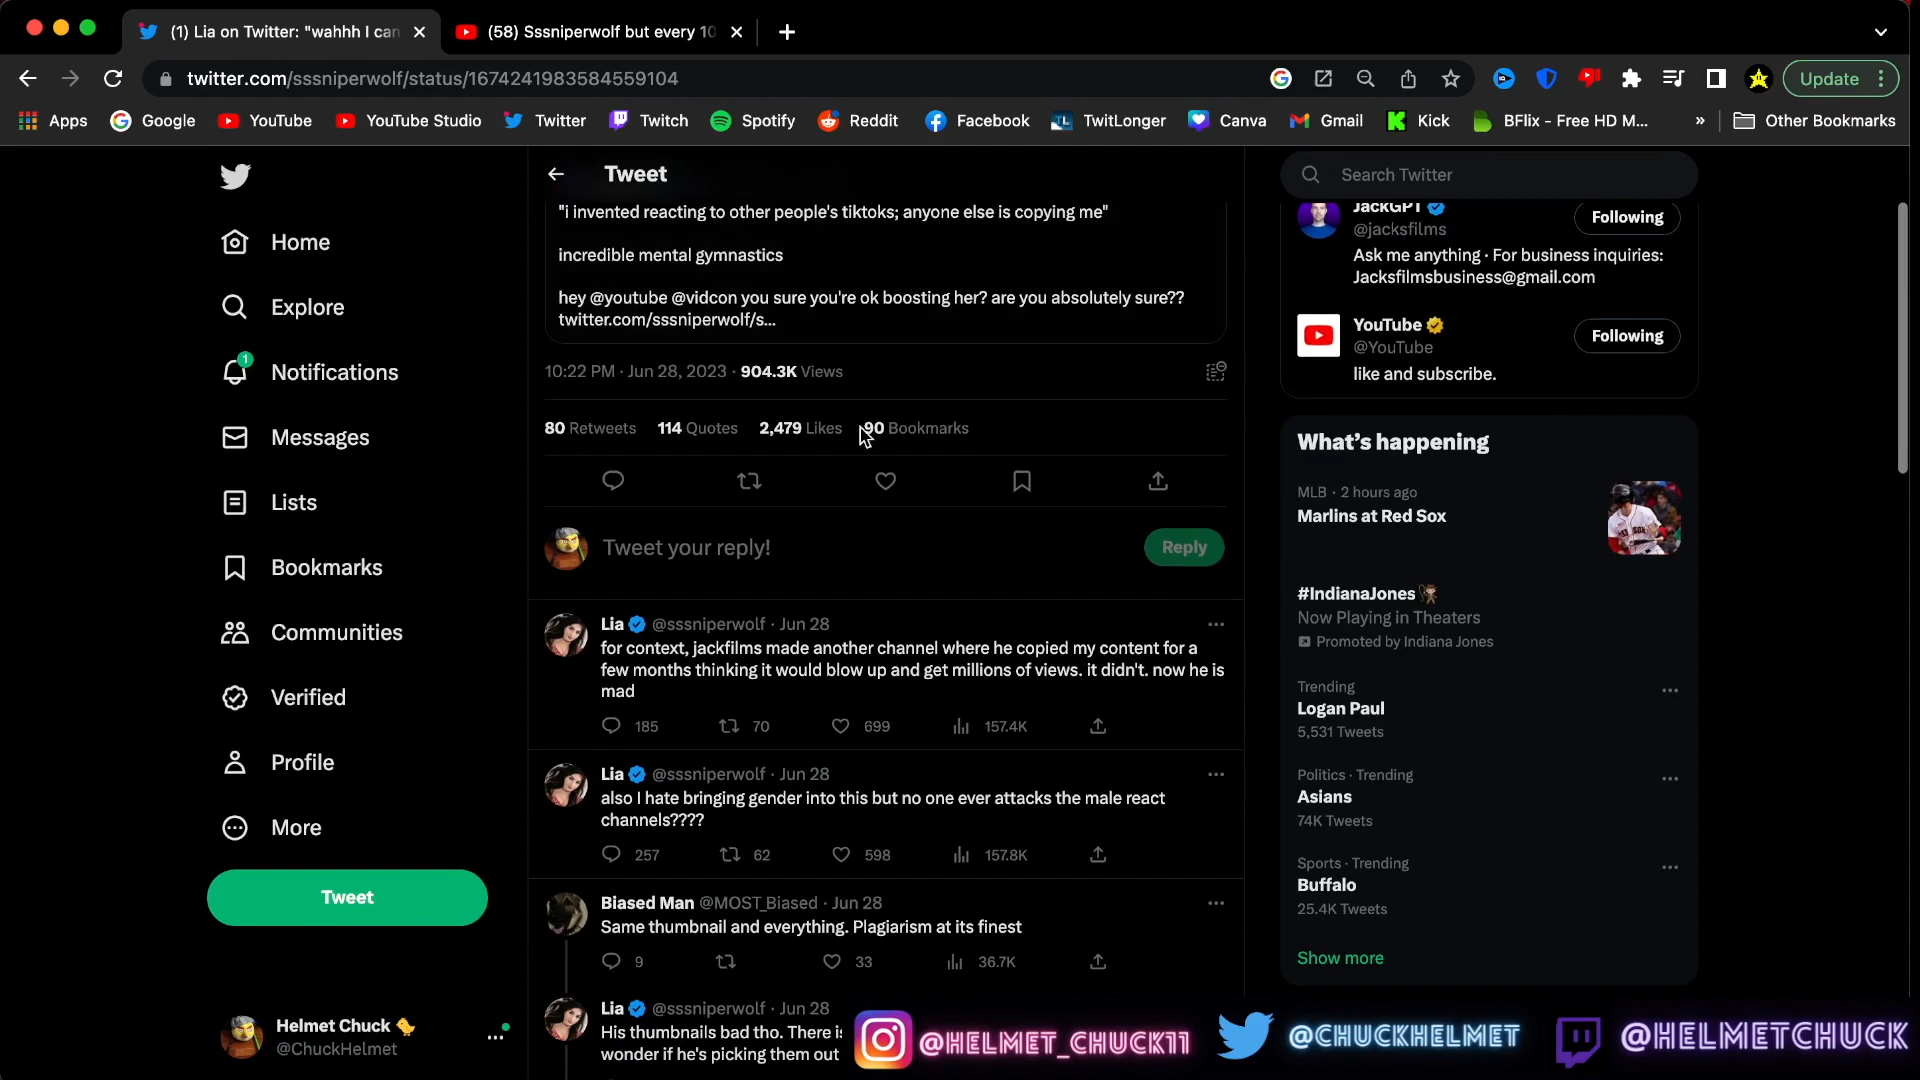 (1) Lia on Twitter: "wahhh I can
(58) Sssniperwolf but every 10
twitter.com/sssniperwolf/status/1674241983584559104
Update
Apps
Google
YouTube
YouTube Studio
Twitter
Twitch
Spotify
Reddit
Facebook
TwitLonger
Canva
Gmail
Kick
BFlix - Free HD M...
»
Other Bookmarks
Home
Explore
1
Notifications
Messages
Lists
Bookmarks
Communities
Verified
Profile
More
Tweet
Helmet Chuck
@ChuckHelmet
Tweet
"i invented reacting to other people's tiktoks; anyone else is copying me"
incredible mental gymnastics
hey @youtube @vidcon you sure you're ok boosting her? are you absolutely sure??
twitter.com/sssniperwolf/s...
10:22 PM · Jun 28, 2023 · 904.3K Views
80 Retweets 114 Quotes 2,479 Likes 90 Bookmarks
Tweet your reply!
Reply
Lia @sssniperwolf · Jun 28
for context, jackfilms made another channel where he copied my content for a
few months thinking it would blow up and get millions of views. it didn't. now he is
mad
185 70 699 157.4K
Lia @sssniperwolf · Jun 28
also I hate bringing gender into this but no one ever attacks the male react
channels????
257 62 598 157.8K
Biased Man @MOST_Biased · Jun 28
Same thumbnail and everything. Plagiarism at its finest
9 33 36.7K
Lia @sssniperwolf · Jun 28
His thumbnails bad tho. There is
wonder if he's picking them out
Search Twitter
JackGPT
@jacksfilms
Following
Ask me anything · For business inquiries:
Jacksfilmsbusiness@gmail.com
YouTube
@YouTube
Following
like and subscribe.
What's happening
MLB · 2 hours ago
Marlins at Red Sox
#IndianaJones
Now Playing in Theaters
Promoted by Indiana Jones
Trending
Logan Paul
5,531 Tweets
Politics · Trending
Asians
74K Tweets
Sports · Trending
Buffalo
25.4K Tweets
Show more
@HELMET_CHUCK11
@CHUCKHELMET
@HELMETCHUCK